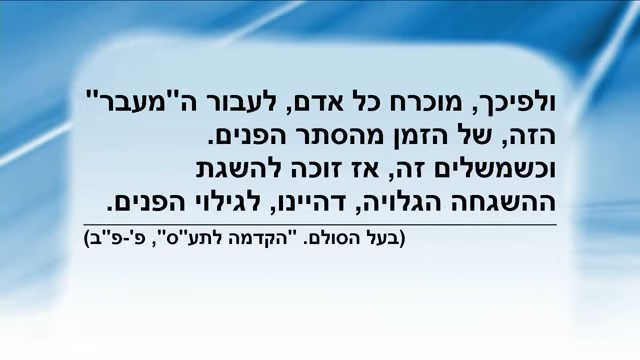 ולפיכך, מוכרח כל אדם, לעבור ה"מעבר"
הזה, של הזמן מהסתר הפנים.
וכשמשלים זה, אז זוכה להשגת
ההשגחה הגלויה, דהיינו, לגילוי הפנים.
(בעל הסולם. "הקדמה לתע"ס", פ'-פ"ב)